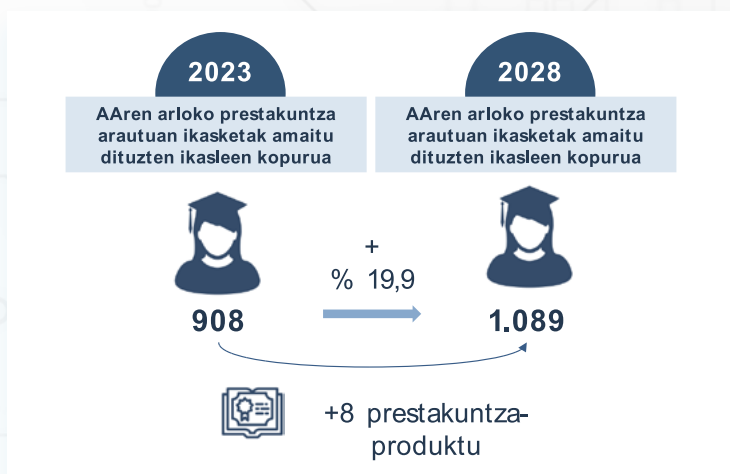 2023
AAren arloko prestakuntza
arautuan ikasketak amaitu
dituzten ikasleen kopurua
2028
AAren arloko prestakuntza
arautuan ikasketak amaitu
dituzten ikasleen kopurua
+
% 19,9
908
1.089
+8 prestakuntza-
produktu